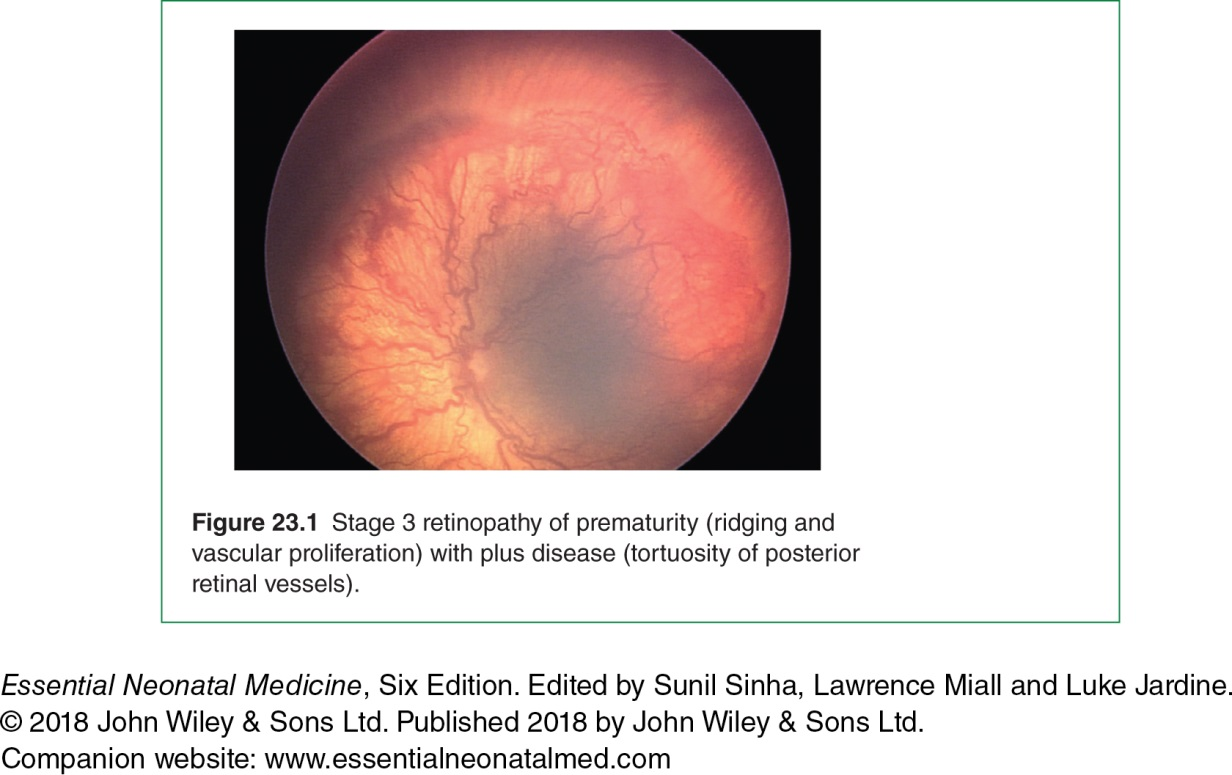 Figure 23.1 Stage 3 retinopathy of prematurity (ridging and
vascular proliferation) with plus disease (tortuosity of posterior
retinal vessels).
Essential Neonatal Medicine, Six Edition. Edited by Sunil Sinha, Lawrence Miall and Luke Jardine.
© 2018 John Wiley & Sons Ltd. Published 2018 by John Wiley & Sons Ltd.
Companion website: www.essentialneonatalmed.com